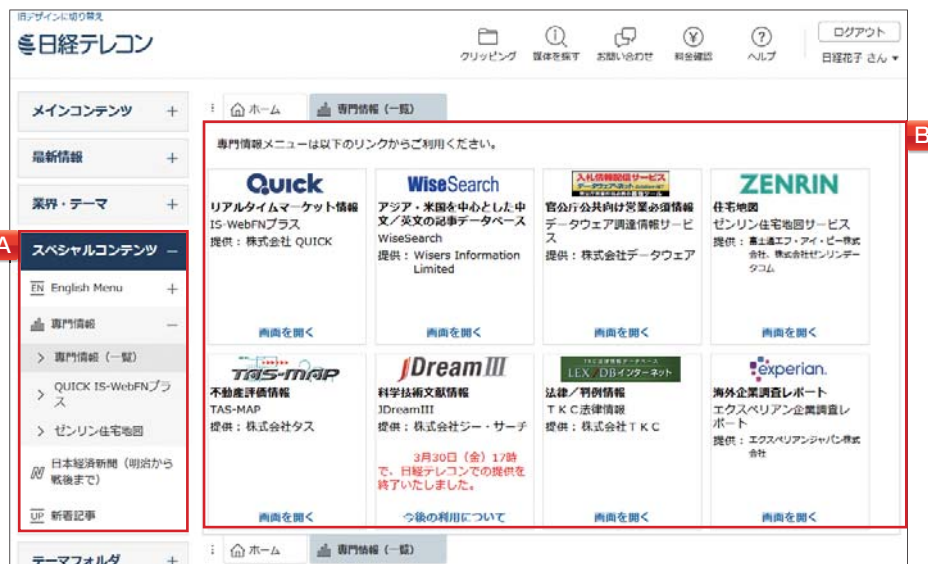 旧デザインに切り替え
日経テレコン
クリッピング
媒体を探す
お問い合わせ
料金確認
ヘルプ
ログアウト
日経花子 さん ▼
メインコンテンツ +
最新情報 +
業界・テーマ +
A
スペシャルコンテンツ −
EN English Menu +
専門情報 −
> 専門情報（一覧）
> QUICK IS-WebFNプラ
ス
> ゼンリン住宅地図
日本経済新聞（明治から
戦後まで）
UP 新着記事
テーマフォルダ +
ホーム
専門情報（一覧）
B
専門情報メニューは以下のリンクからご利用ください。
QUICK
リアルタイムマーケット情報
IS-WebFNプラス
提供：株式会社 QUICK
画面を開く
WiseSearch
アジア・米国を中心とした中
文／英文の記事データベース
WiseSearch
提供：Wisers Information
Limited
画面を開く
入札情報配信サービス
官公庁公共向け営業必須情報
データウェア調達情報サービ
ス
提供：株式会社データウェア
画面を開く
ZENRIN
住宅地図
ゼンリン住宅地図サービス
提供：富士通エフ・アイ・ピー株式
会社、株式会社ゼンリンデー
タコム
画面を開く
TAS-MAP
不動産評価情報
TAS-MAP
提供：株式会社タス
画面を開く
JDreamIII
科学技術文献情報
JDreamIII
提供：株式会社ジー・サーチ
3月30日（金）17時
で、日経テレコンでの提供を
終了いたしました。
今後の利用について
LEX/DBインターネット
法律／判例情報
ＴＫＣ法律情報
提供：株式会社ＴＫＣ
画面を開く
experian.
海外企業調査レポート
エクスペリアン企業調査レ
ポート
提供：エクスペリアンジャパン株式
会社
画面を開く
ホーム
専門情報（一覧）